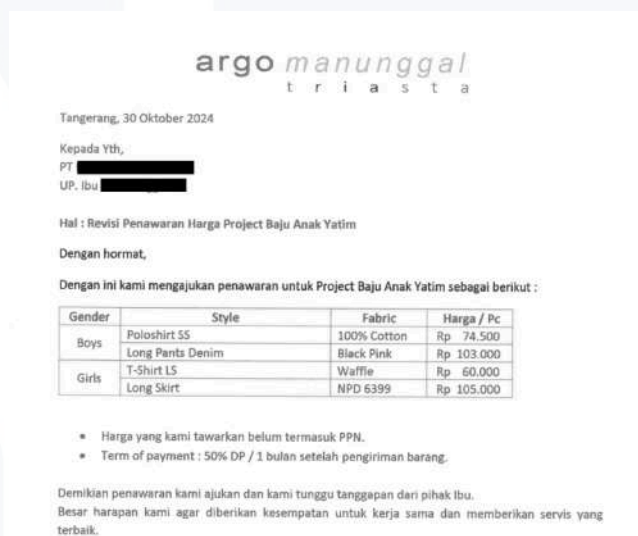 argo manunggal
triasta
Tangerang, 30 Oktober 2024
Kepada Yth,
PT
UP. Ibu
Hal : Revisi Penawaran Harga Project Baju Anak Yatim
Dengan hormat,
Dengan ini kami mengajukan penawaran untuk Project Baju Anak Yatim sebagai berikut :
Gender Style Fabric Harga / Pc
Boys Poloshirt SS 100% Cotton Rp 74.500
Long Pants Denim Black Pink Rp 103.000
Girls T-Shirt LS Waffle Rp 60.000
Long Skirt NPD 6399 Rp 105.000
• Harga yang kami tawarkan belum termasuk PPN.
• Term of payment : 50% DP / 1 bulan setelah pengiriman barang.
Demikian penawaran kami ajukan dan kami tunggu tanggapan dari pihak Ibu.
Besar harapan kami agar diberikan kesempatan untuk kerja sama dan memberikan servis yang
terbaik.